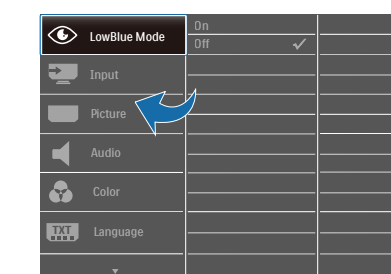 LowBlue Mode
On
Off
Input
Picture
Audio
Color
TXT
Language